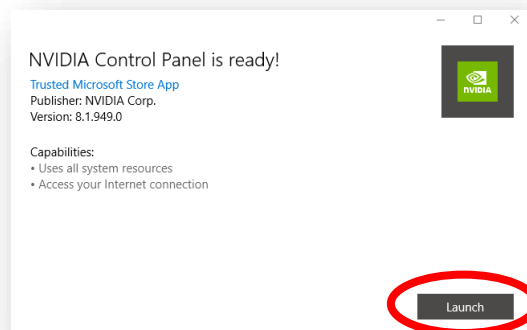 NVIDIA Control Panel is ready!
Trusted Microsoft Store App
Publisher: NVIDIA Corp.
Version: 8.1.949.0
Capabilities:
• Uses all system resources
• Access your Internet connection
NVIDIA
Launch